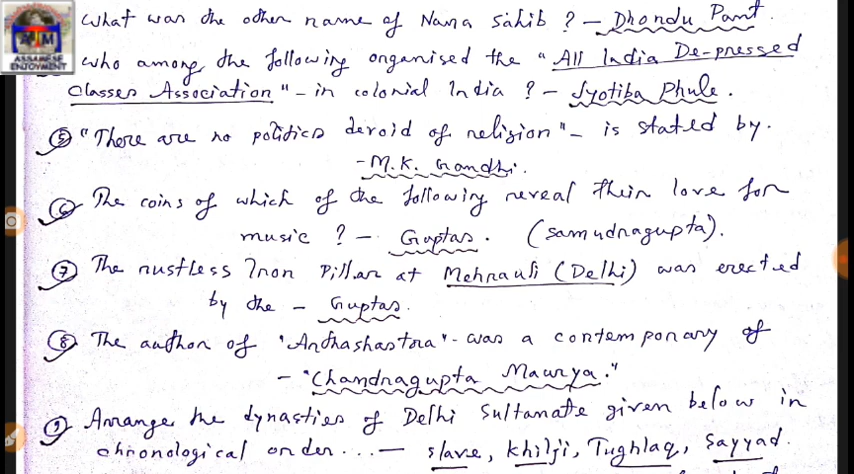 ASSAMESE
ENJOYMENT
What was the other name of Nana Sahib ? - Dhondu Pant.
who among the following organised the "All India De-pressed
Classes Association" - in colonial India ? - Jyotiba Phule.
⑤ "There are no politics devoid of religion" - is stated by.
- M.K. Gandhi.
⑥ The coins of which of the following reveal their love for
music ? - Guptas. (Samudragupta).
⑦ The rustless Iron Pillar at Mehrauli (Delhi) was erected
by the - Guptas.
⑧ The author of 'Arthashastra' - was a contemporary of
- "Chandragupta Maurya."
⑨ Arrange the dynasties of Delhi Sultanate given below in
chronological order... - slave, Khilji, Tughlaq, Sayyad.